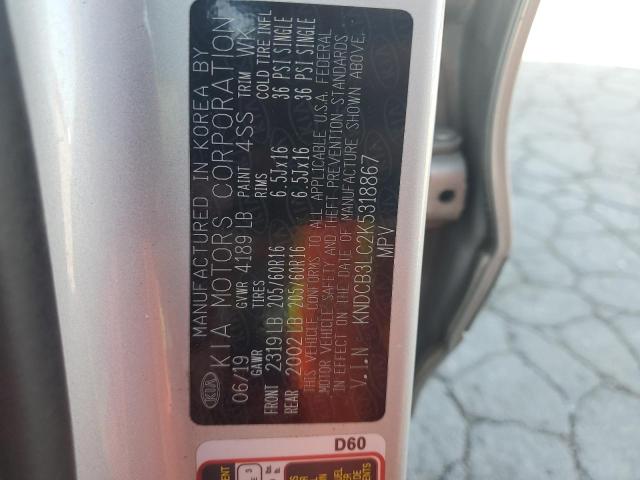 MANUFACTURED IN KOREA BY
KIA MOTORS CORPORATION
KIA
06/19 GVWR 4189 LB PAINT 4SS TRIM WK
GAWR TIRES RIMS COLD TIRE INFL
FRONT 2319 LB 205/60R16 6.5Jx16 36 PSI SINGLE
REAR 2002 LB 205/60R16 6.5Jx16 36 PSI SINGLE
THIS VEHICLE CONFORMS TO ALL APPLICABLE U.S.A. FEDERAL
MOTOR VEHICLE SAFETY AND THEFT PREVENTION STANDARDS
IN EFFECT ON THE DATE OF MANUFACTURE SHOWN ABOVE.
V.I.N KNDCB3LC2K5318867
MPV
D60